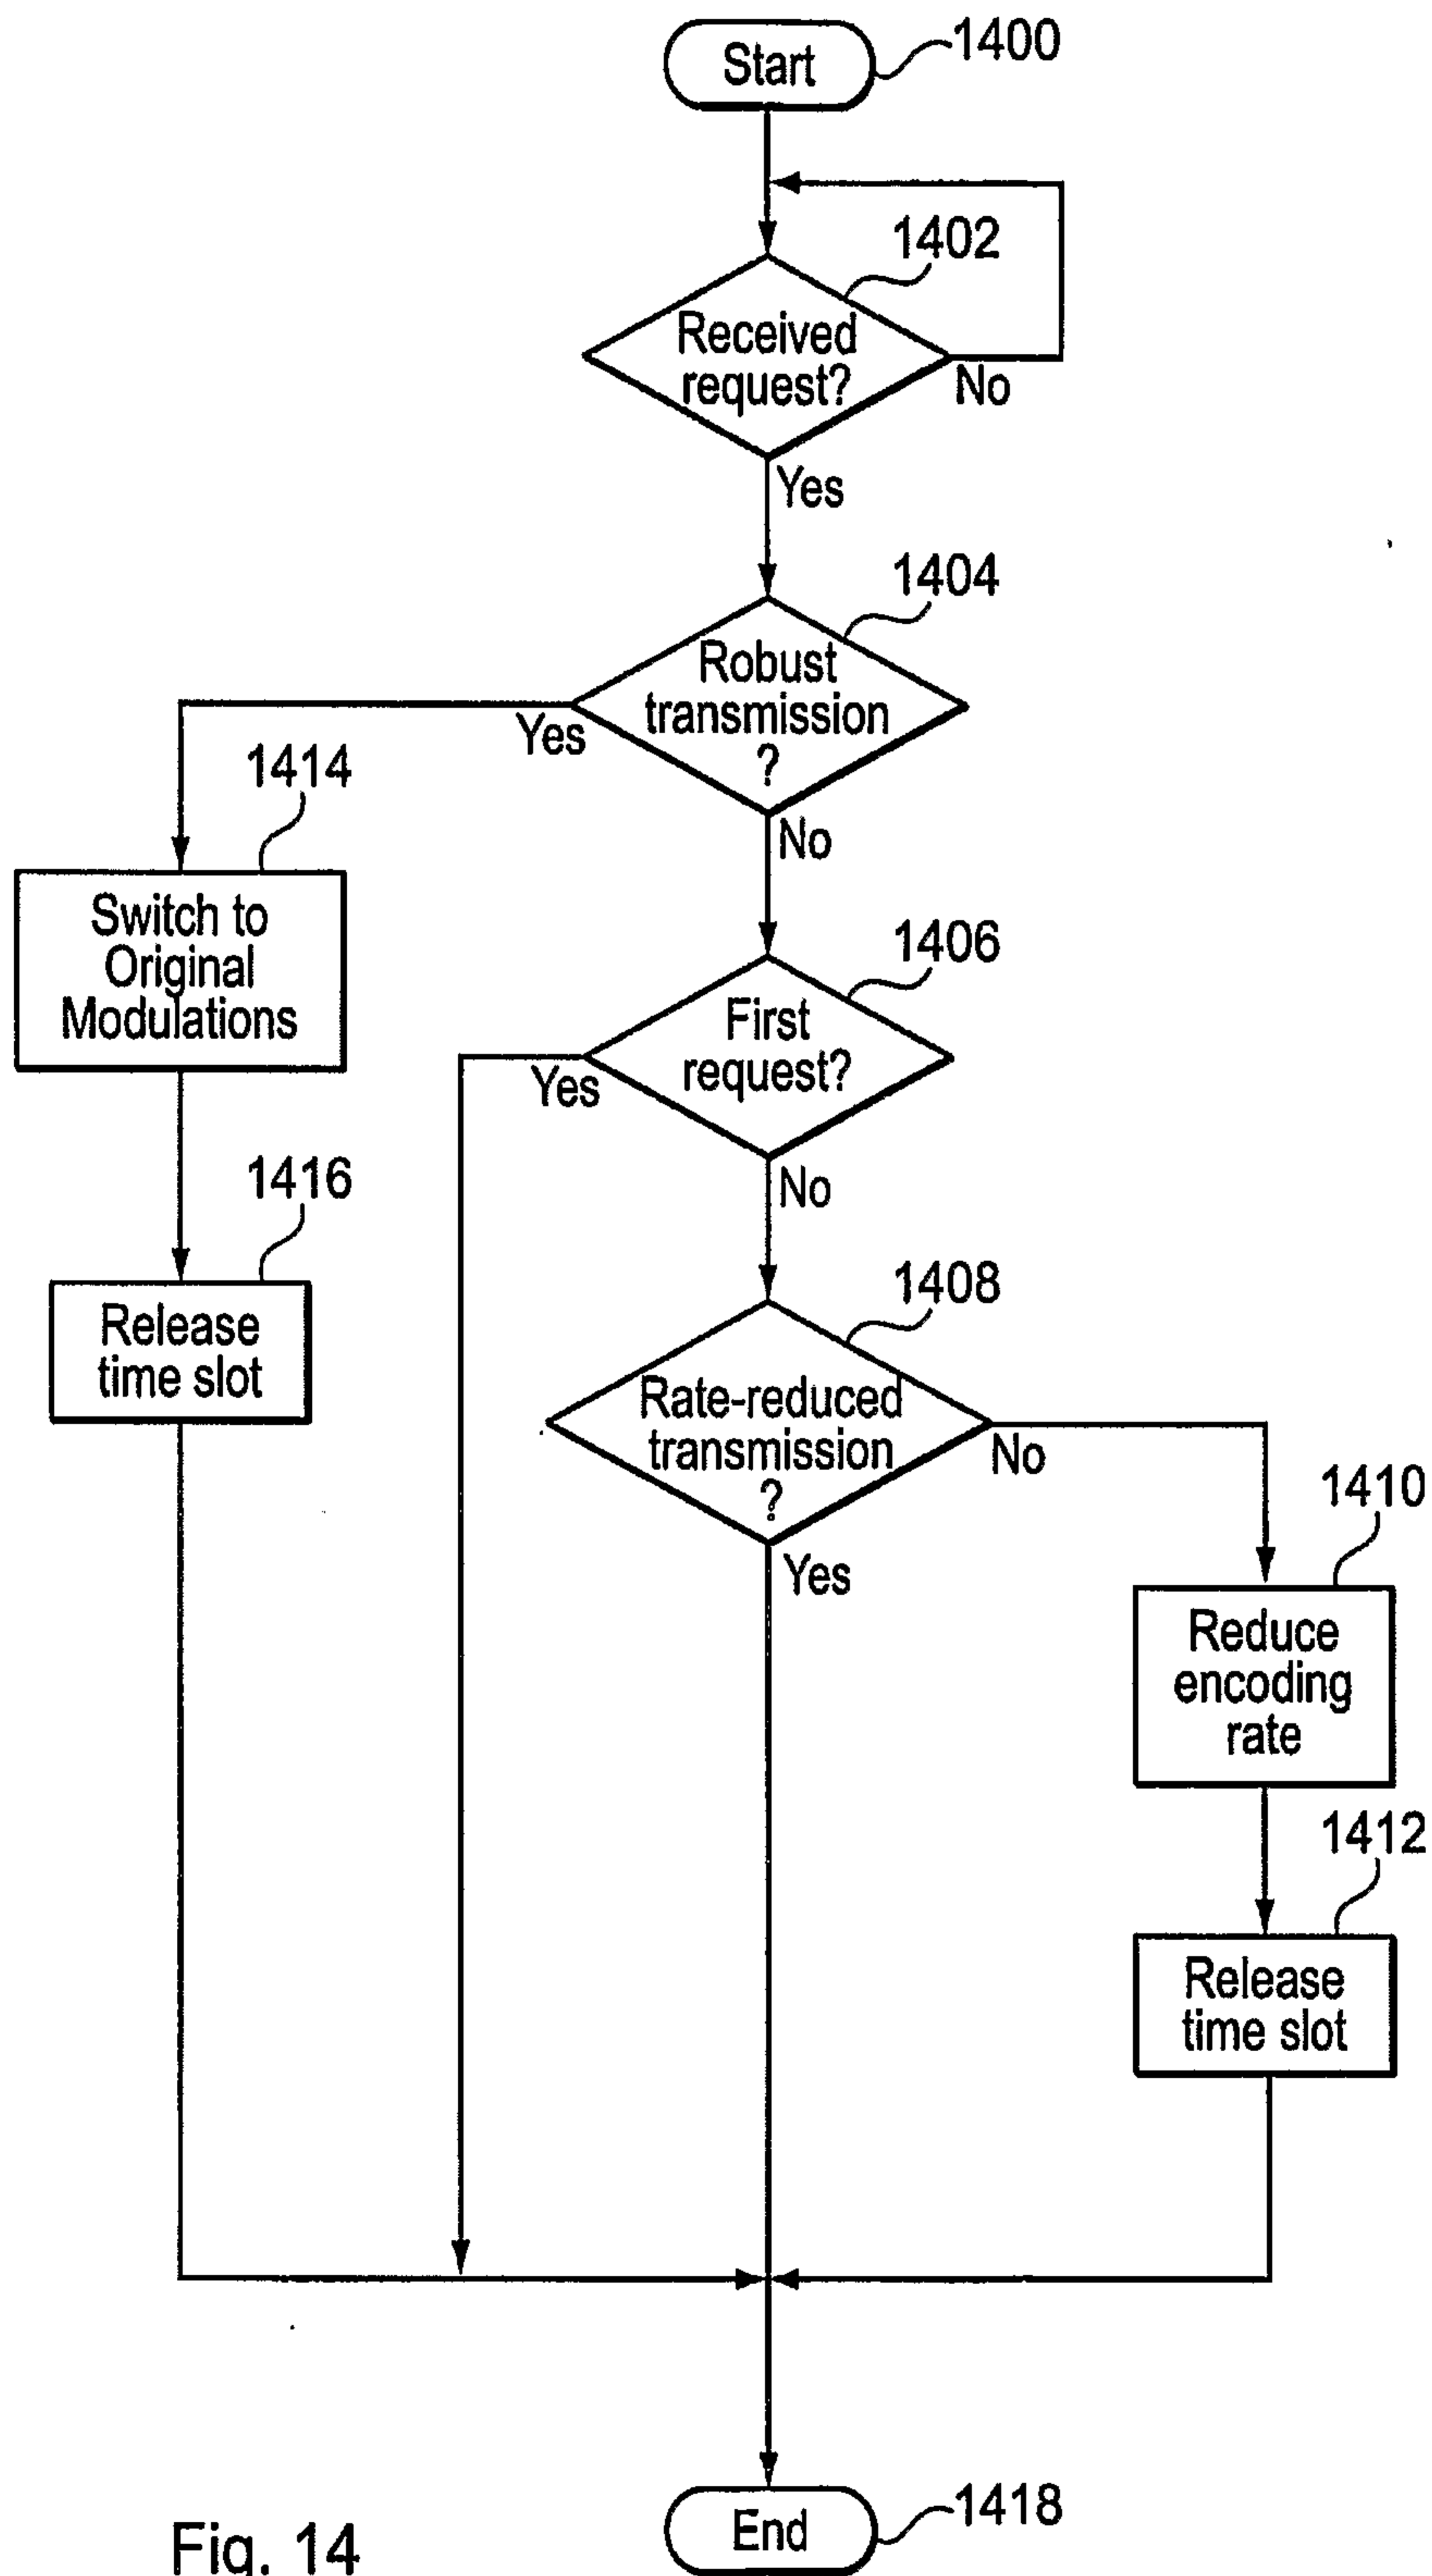 Start
1400
1402
Received
request?
No
Yes
1404
Robust
transmission
?
Yes
No
1414
Switch to
Original
Modulations
1406
First
request?
Yes
No
1416
Release
time slot
1408
Rate-reduced
transmission
?
No
Yes
1410
Reduce
encoding
rate
1412
Release
time slot
End
1418
Fig. 14